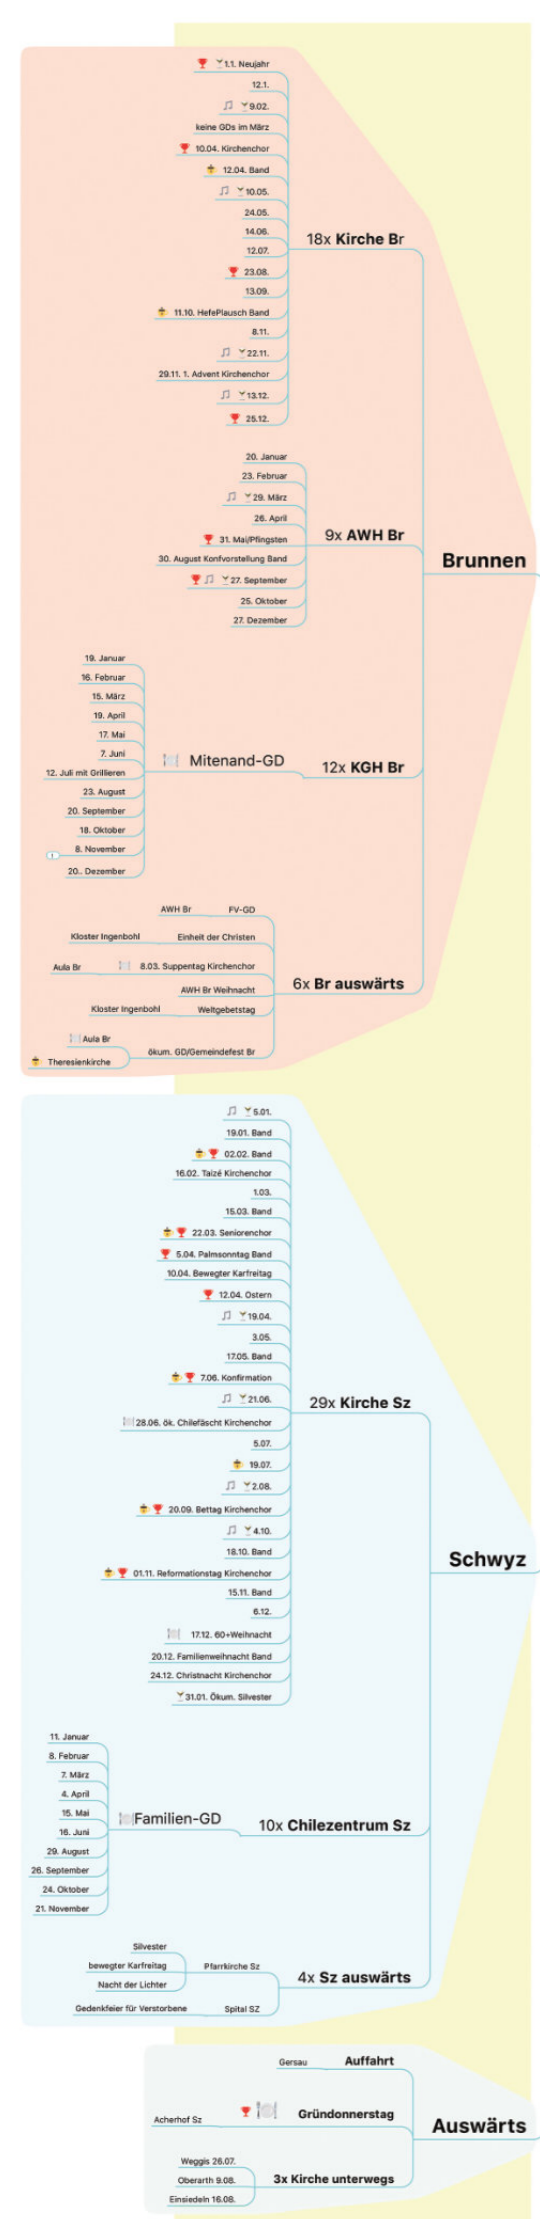 1.1. Neujahr
12.1.
9.02.
keine GDs im März
10.04. Kirchenchor
12.04. Band
10.05.
24.05.
14.06.
12.07.
23.08.
13.09.
11.10. HefePlausch Band
8.11.
22.11.
29.11. 1. Advent Kirchenchor
13.12.
25.12.
18x Kirche Br
20. Januar
23. Februar
29. März
26. April
31. Mai/Pfingsten
30. August Konfvorstellung Band
27. September
25. Oktober
27. Dezember
9x AWH Br
Brunnen
19. Januar
16. Februar
15. März
19. April
17. Mai
7. Juni
12. Juli mit Grillieren
23. August
20. September
18. Oktober
8. November
20.. Dezember
Mitenand-GD
12x KGH Br
AWH Br FV-GD
Kloster Ingenbohl Einheit der Christen
Aula Br 8.03. Suppentag Kirchenchor
AWH Br Weihnacht
Kloster Ingenbohl Weltgebetstag
Aula Br
Theresienkirche
ökum. GD/Gemeindefest Br
6x Br auswärts
5.01.
19.01. Band
02.02. Band
16.02. Taizé Kirchenchor
1.03.
15.03. Band
22.03. Seniorenchor
5.04. Palmsonntag Band
10.04. Bewegter Karfreitag
12.04. Ostern
19.04.
3.05.
17.05. Band
7.06. Konfirmation
21.06.
28.06. ök. Chilefäscht Kirchenchor
5.07.
19.07.
2.08.
20.09. Bettag Kirchenchor
4.10.
18.10. Band
01.11. Reformationstag Kirchenchor
15.11. Band
6.12.
17.12. 60+Weihnacht
20.12. Familienweihnacht Band
24.12. Christnacht Kirchenchor
31.01. Ökum. Silvester
29x Kirche Sz
Schwyz
11. Januar
8. Februar
7. März
4. April
15. Mai
16. Juni
29. August
26. September
24. Oktober
21. November
Familien-GD
10x Chilezentrum Sz
Silvester
bewegter Karfreitag
Nacht der Lichter
Pfarrkirche Sz
Gedenkfeier für Verstorbene Spital SZ
4x Sz auswärts
Gersau Auffahrt
Acherhof Sz Gründonnerstag
Auswärts
Weggis 26.07.
Oberarth 9.08.
Einsiedeln 16.08.
3x Kirche unterwegs